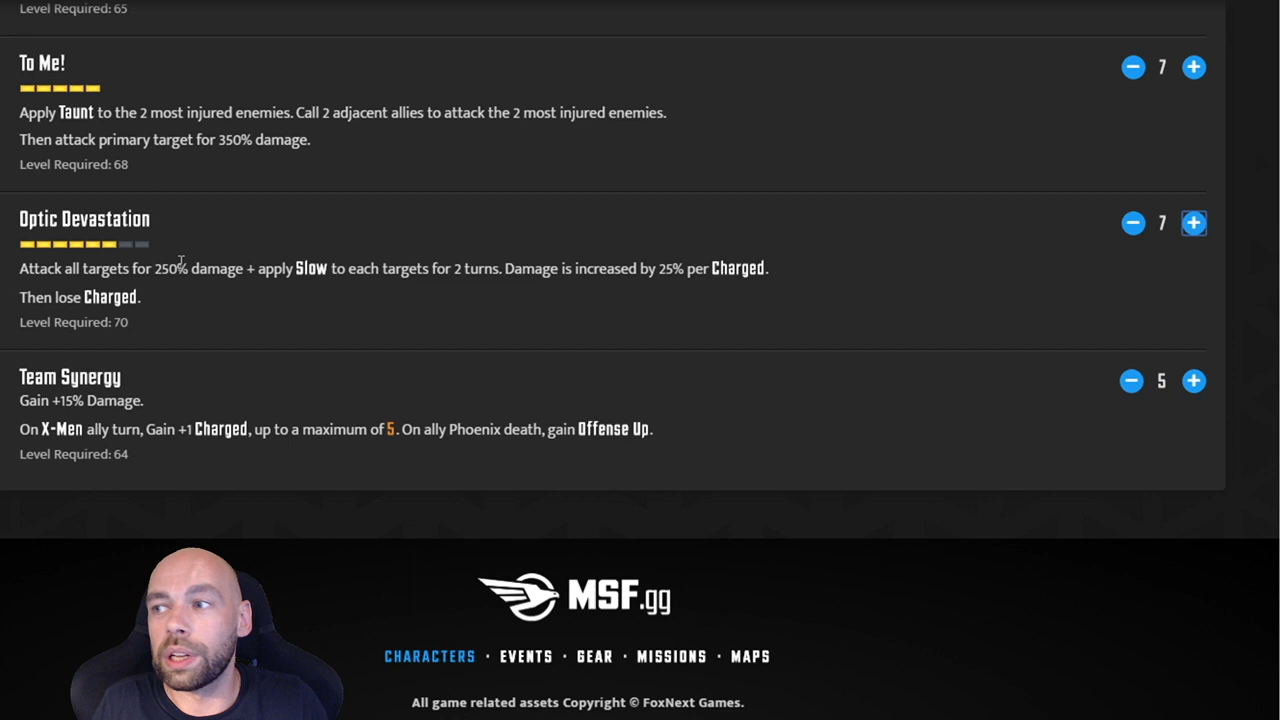 Level Required: 65
To Me!
7
Apply Taunt to the 2 most injured enemies. Call 2 adjacent allies to attack the 2 most injured enemies.
Then attack primary target for 350% damage.
Level Required: 68
Optic Devastation
7
Attack all targets for 250% damage + apply Slow to each targets for 2 turns. Damage is increased by 25% per Charged.
Then lose Charged.
Level Required: 70
Team Synergy
5
Gain +15% Damage.
On X-Men ally turn, Gain +1 Charged, up to a maximum of 5. On ally Phoenix death, gain Offense Up.
Level Required: 64
MSF.gg
CHARACTERS · EVENTS · GEAR · MISSIONS · MAPS
All game related assets Copyright © FoxNext Games.